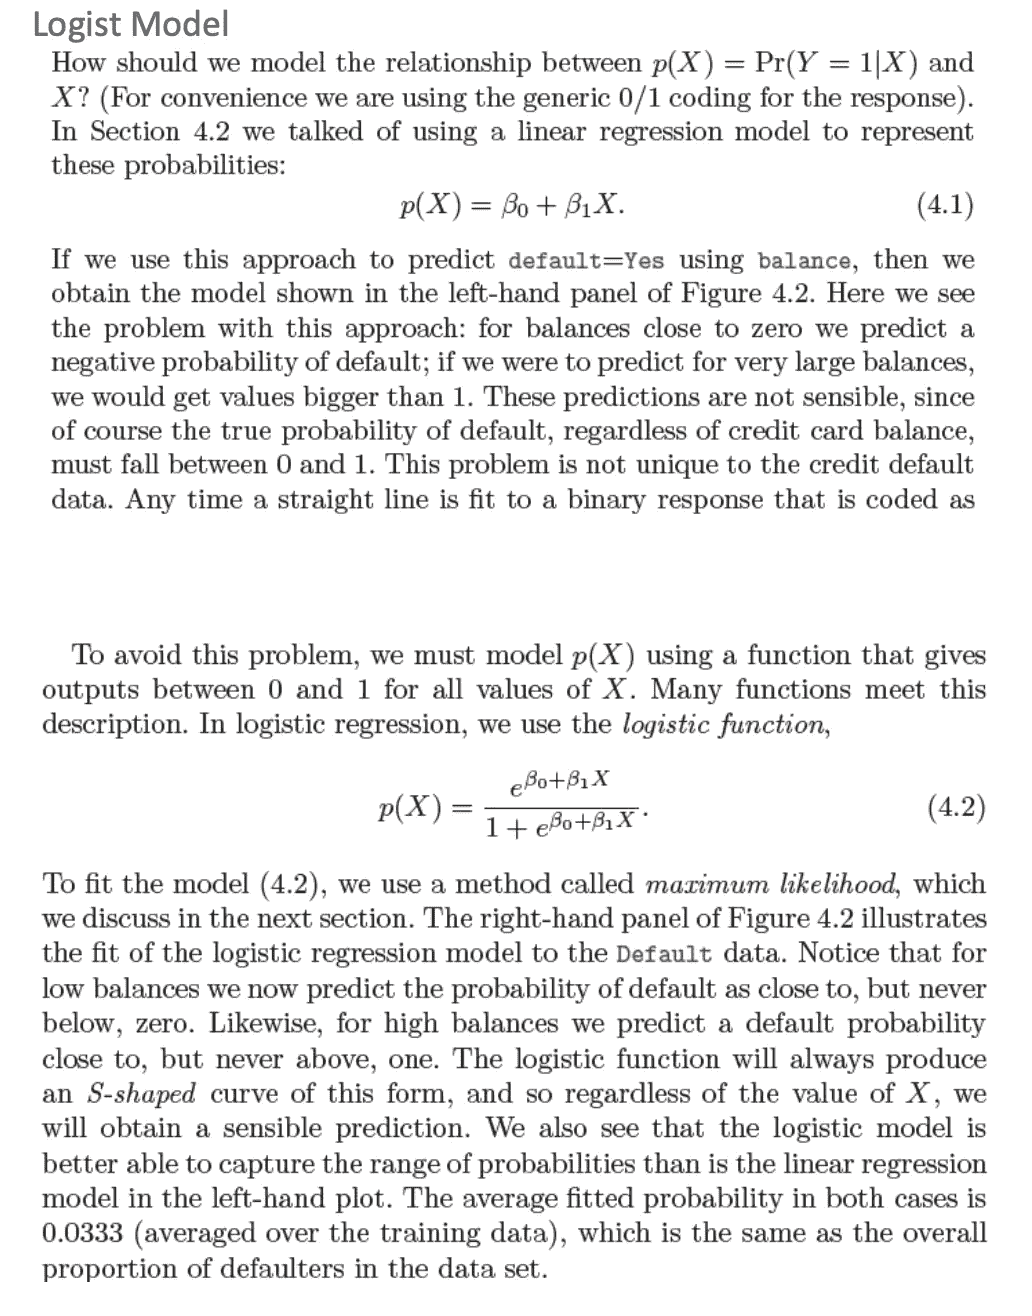 Logist Model
How should we model the relationship between p(X) = Pr(Y = 1|X) and
X? (For convenience we are using the generic 0/1 coding for the response).
In Section 4.2 we talked of using a linear regression model to represent
these probabilities:
p(X) = β₀ + β₁X. (4.1)
If we use this approach to predict default=Yes using balance, then we
obtain the model shown in the left-hand panel of Figure 4.2. Here we see
the problem with this approach: for balances close to zero we predict a
negative probability of default; if we were to predict for very large balances,
we would get values bigger than 1. These predictions are not sensible, since
of course the true probability of default, regardless of credit card balance,
must fall between 0 and 1. This problem is not unique to the credit default
data. Any time a straight line is fit to a binary response that is coded as
To avoid this problem, we must model p(X) using a function that gives
outputs between 0 and 1 for all values of X. Many functions meet this
description. In logistic regression, we use the logistic function,
p(X) = e^(β₀+β₁X) / (1 + e^(β₀+β₁X)). (4.2)
To fit the model (4.2), we use a method called maximum likelihood, which
we discuss in the next section. The right-hand panel of Figure 4.2 illustrates
the fit of the logistic regression model to the Default data. Notice that for
low balances we now predict the probability of default as close to, but never
below, zero. Likewise, for high balances we predict a default probability
close to, but never above, one. The logistic function will always produce
an S-shaped curve of this form, and so regardless of the value of X, we
will obtain a sensible prediction. We also see that the logistic model is
better able to capture the range of probabilities than is the linear regression
model in the left-hand plot. The average fitted probability in both cases is
0.0333 (averaged over the training data), which is the same as the overall
proportion of defaulters in the data set.